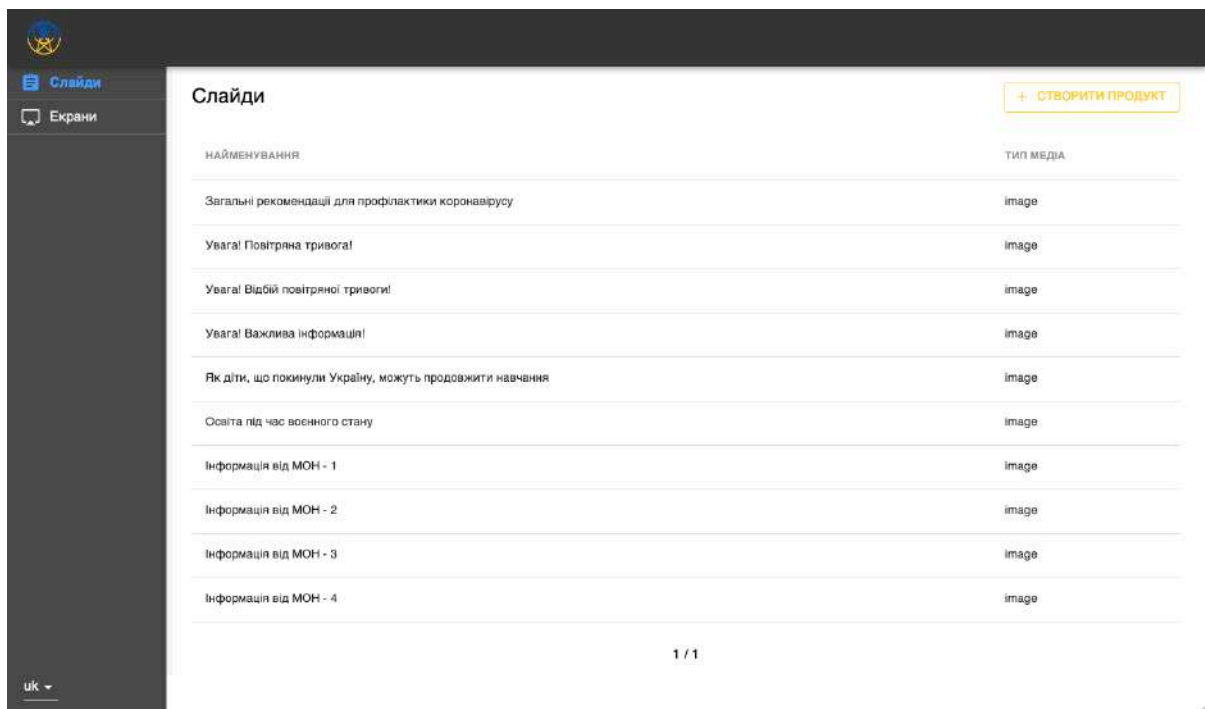 Слайди
Екрани
Слайди
+ СТВОРИТИ ПРОДУКТ
НАЙМЕНУВАННЯ ТИП МЕДІА
Загальні рекомендації для профілактики коронавірусу image
Увага! Повітряна тривога! image
Увага! Відбій повітряної тривоги! image
Увага! Важлива інформація! image
Як діти, що покинули Україну, можуть продовжити навчання image
Освіта під час воєнного стану image
Інформація від МОН - 1 image
Інформація від МОН - 2 image
Інформація від МОН - 3 image
Інформація від МОН - 4 image
1 / 1
uk